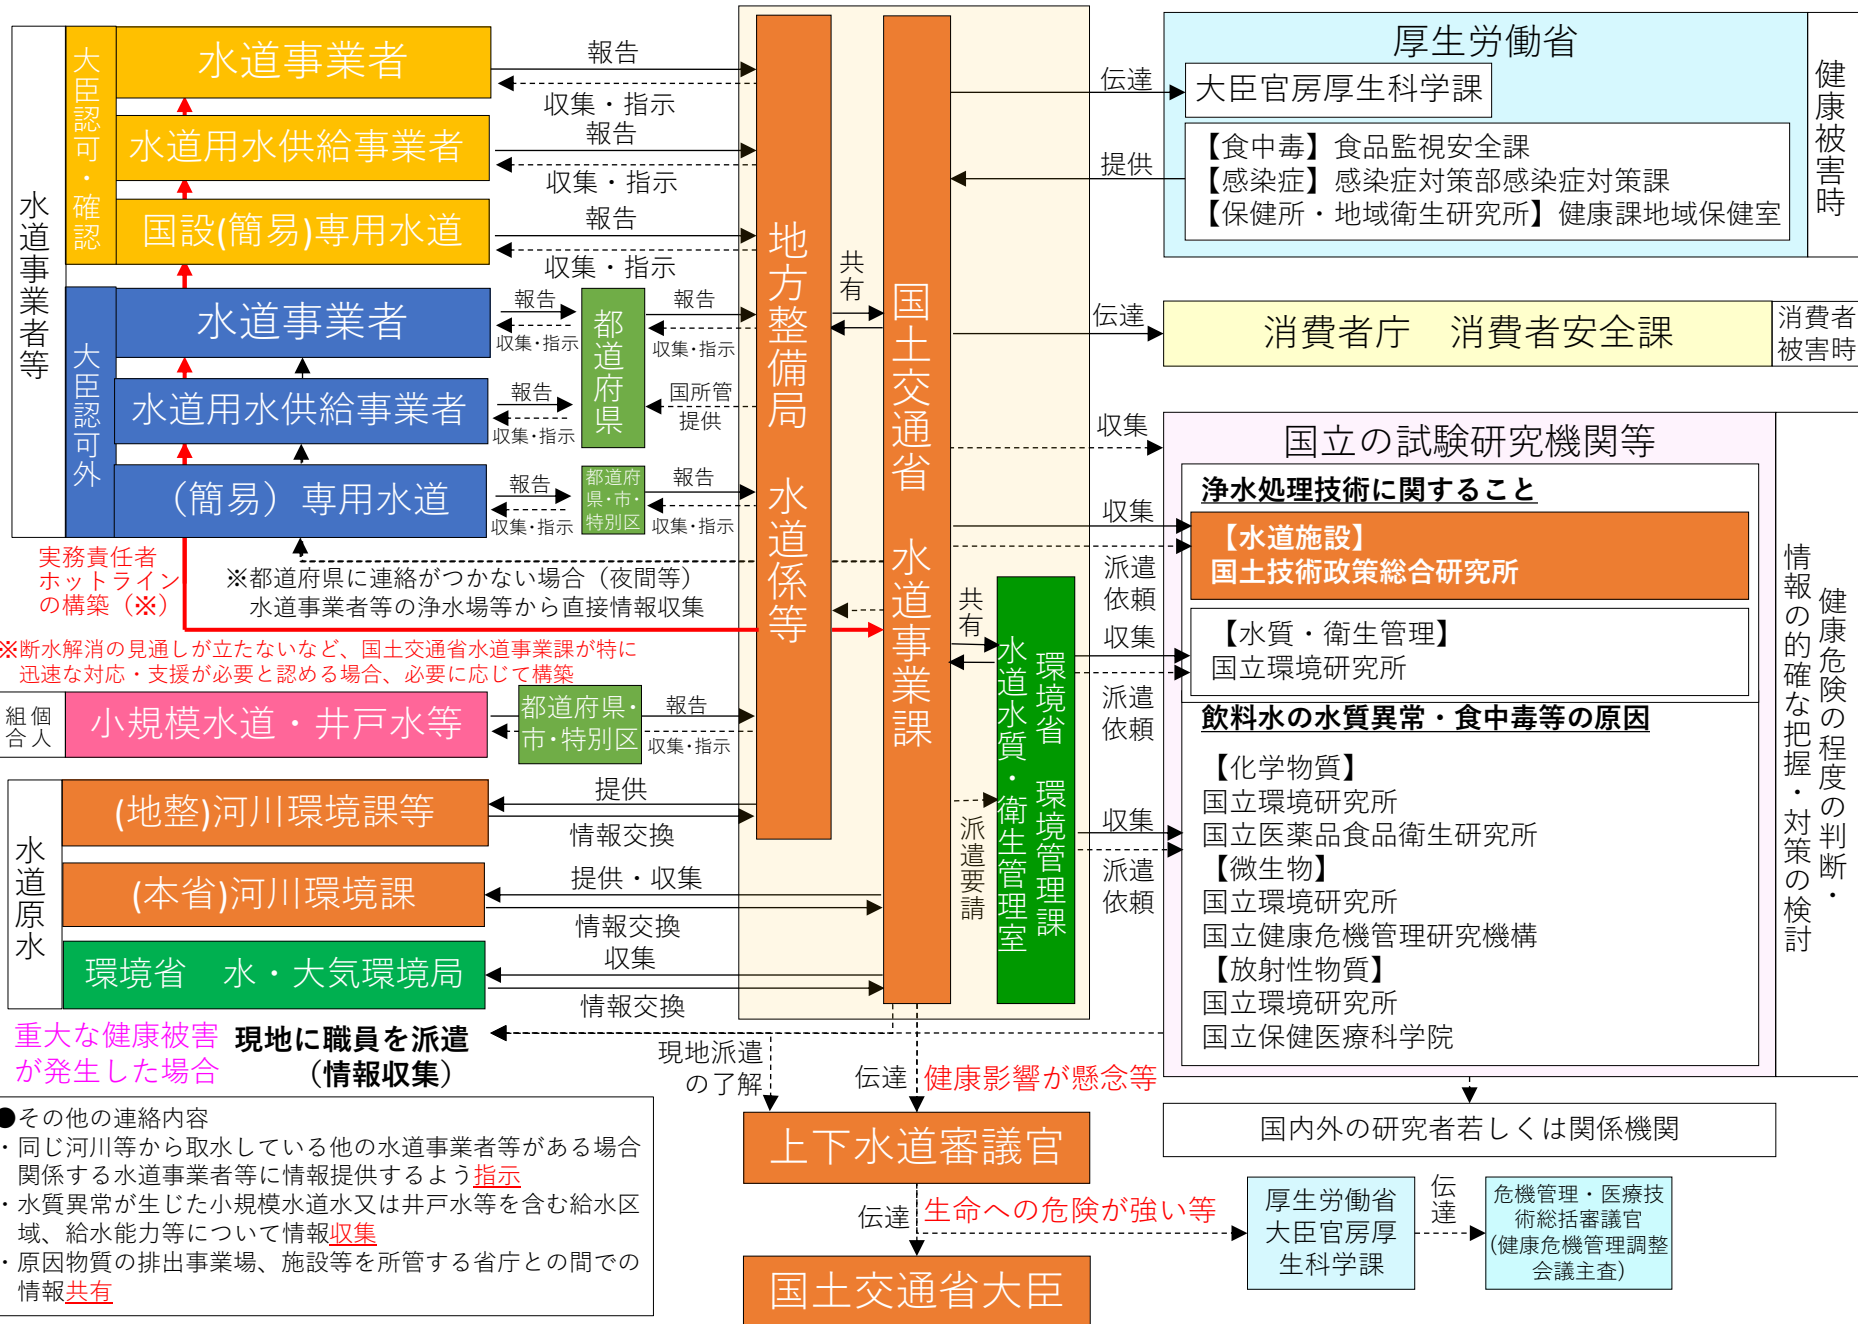 水道事業者等
大臣認可・確認
水道事業者
報告
収集・指示
水道用水供給事業者
報告
収集・指示
国設(簡易)専用水道
報告
収集・指示
大臣認可外
水道事業者
報告
収集・指示
都道府県
報告
収集・指示
水道用水供給事業者
報告
収集・指示
国所管
提供
（簡易）専用水道
報告
収集・指示
都道府
県・市・
特別区
報告
収集・指示
実務責任者
ホットライン
の構築（※）
※都道府県に連絡がつかない場合（夜間等）
水道事業者等の浄水場等から直接情報収集
※断水解消の見通しが立たないなど、国土交通省水道事業課が特に
迅速な対応・支援が必要と認める場合、必要に応じて構築
組合
個人
小規模水道・井戸水等
都道府県・
市・特別区
報告
収集・指示
水道原水
(地整)河川環境課等
提供
情報交換
(本省)河川環境課
提供・収集
情報交換
環境省　水・大気環境局
収集
情報交換
地方整備局　水道係等
共有
国土交通省　水道事業課
共有
派遣要請
環境省　環境管理課
水道水質・衛生管理室
伝達
提供
厚生労働省
大臣官房厚生科学課
【食中毒】食品監視安全課
【感染症】感染症対策部感染症対策課
【保健所・地域衛生研究所】健康課地域保健室
健康被害時
伝達
消費者庁　消費者安全課
消費者
被害時
収集
国立の試験研究機関等
浄水処理技術に関すること
収集
派遣
依頼
【水道施設】
国土技術政策総合研究所
収集
派遣
依頼
【水質・衛生管理】
国立環境研究所
飲料水の水質異常・食中毒等の原因
収集
派遣
依頼
【化学物質】
国立環境研究所
国立医薬品食品衛生研究所
【微生物】
国立環境研究所
国立健康危機管理研究機構
【放射性物質】
国立環境研究所
国立保健医療科学院
健康危険の程度の判断・
情報の的確な把握・対策の検討
重大な健康被害
が発生した場合
現地に職員を派遣
（情報収集）
現地派遣
の了解
伝達
健康影響が懸念等
上下水道審議官
伝達
生命への危険が強い等
国土交通省大臣
国内外の研究者若しくは関係機関
厚生労働省
大臣官房厚
生科学課
伝達
危機管理・医療技
術総括審議官
(健康危機管理調整
会議主査)
●その他の連絡内容
・同じ河川等から取水している他の水道事業者等がある場合
関係する水道事業者等に情報提供するよう指示
・水質異常が生じた小規模水道水又は井戸水等を含む給水区
域、給水能力等について情報収集
・原因物質の排出事業場、施設等を所管する省庁との間での
情報共有